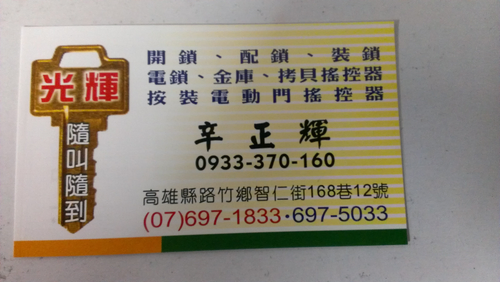 光輝
隨叫隨到
開鎖、配鎖、裝鎖
電鎖、金庫、拷貝搖控器
按裝電動門搖控器
辛正輝
0933-370-160
高雄縣路竹鄉智仁街168巷12號
(07)697-1833·697-5033